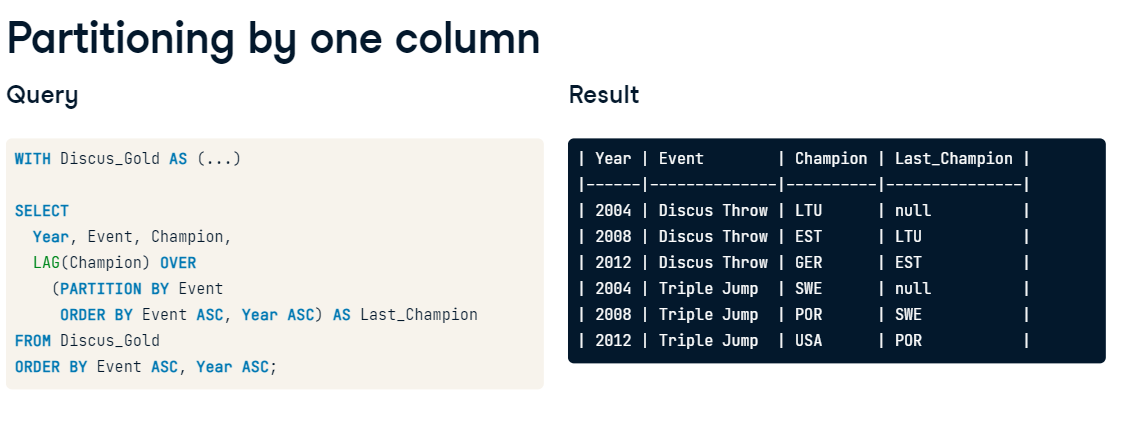 Partitioning by one column
Query
WITH Discus_Gold AS (...)
SELECT
Year, Event, Champion,
LAG(Champion) OVER
(PARTITION BY Event
ORDER BY Event ASC, Year ASC) AS Last_Champion
FROM Discus_Gold
ORDER BY Event ASC, Year ASC;
Result
| Year | Event        | Champion | Last_Champion |
|------|--------------|----------|---------------|
| 2004 | Discus Throw | LTU      | null          |
| 2008 | Discus Throw | EST      | LTU           |
| 2012 | Discus Throw | GER      | EST           |
| 2004 | Triple Jump  | SWE      | null          |
| 2008 | Triple Jump  | POR      | SWE           |
| 2012 | Triple Jump  | USA      | POR           |